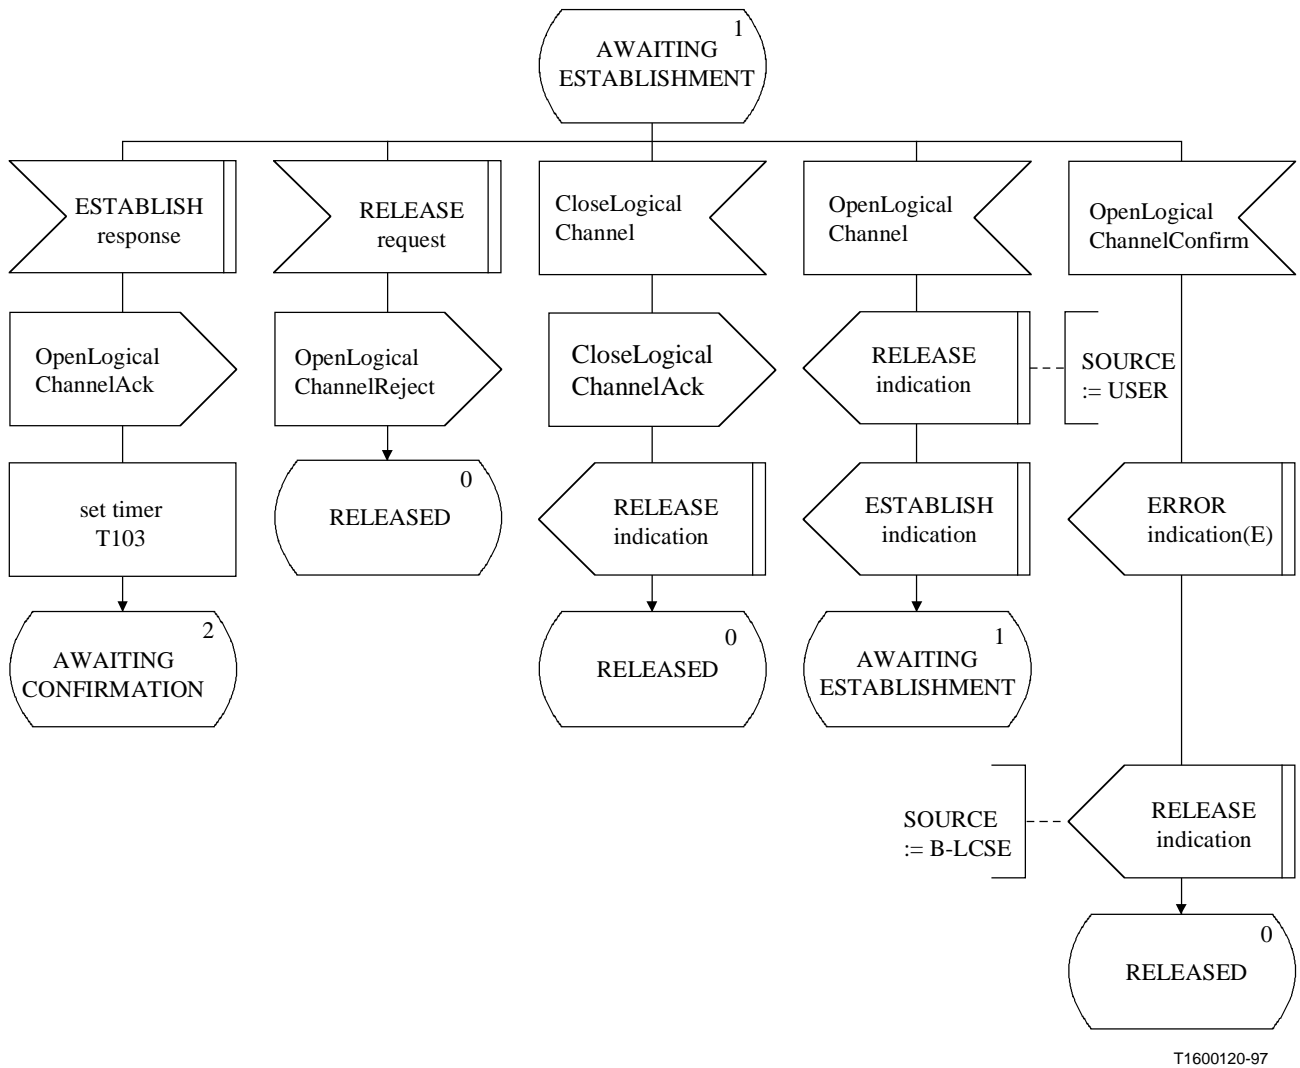 1
AWAITING
ESTABLISHMENT
ESTABLISH
response
OpenLogical
ChannelAck
set timer
T103
2
AWAITING
CONFIRMATION
RELEASE
request
OpenLogical
ChannelReject
0
RELEASED
CloseLogical
Channel
CloseLogical
ChannelAck
RELEASE
indication
0
RELEASED
OpenLogical
Channel
RELEASE
indication
SOURCE
:= USER
ESTABLISH
indication
1
AWAITING
ESTABLISHMENT
OpenLogical
ChannelConfirm
ERROR
indication(E)
RELEASE
indication
SOURCE
:= B-LCSE
0
RELEASED
T1600120-97